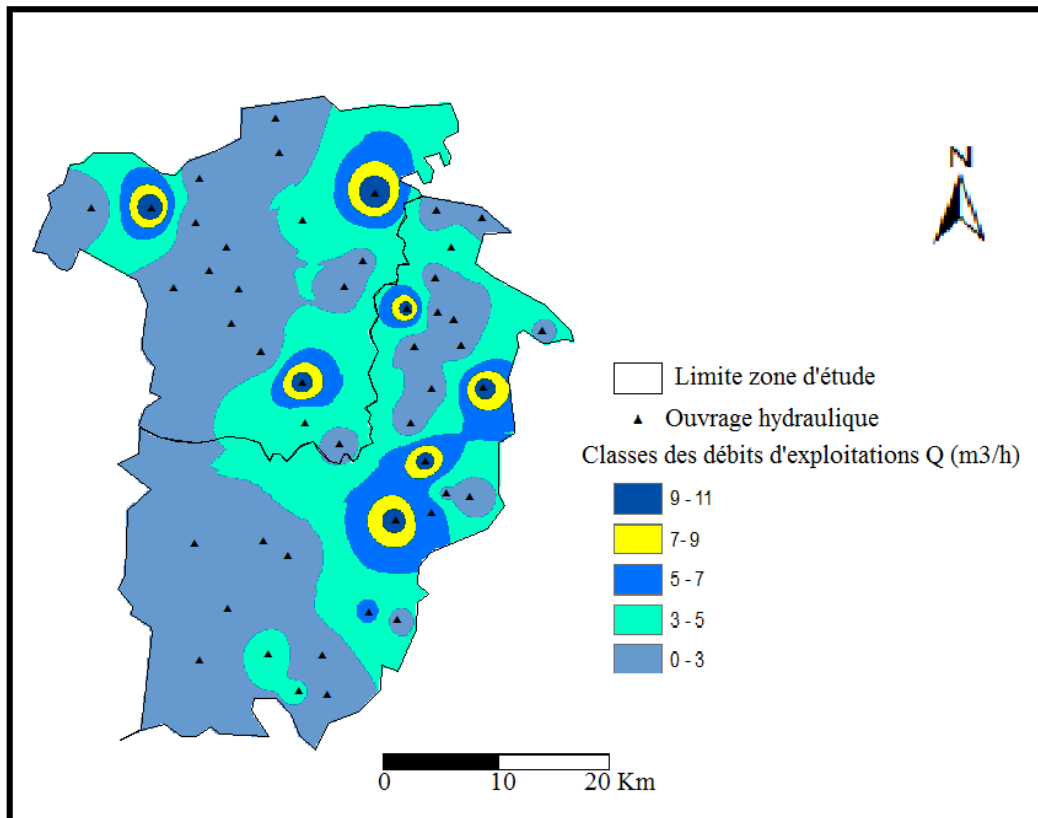 N
Limite zone d'étude
Ouvrage hydraulique
Classes des débits d'exploitations Q (m3/h)
9 - 11
7 - 9
5 - 7
3 - 5
0 - 3
0 10 20 Km